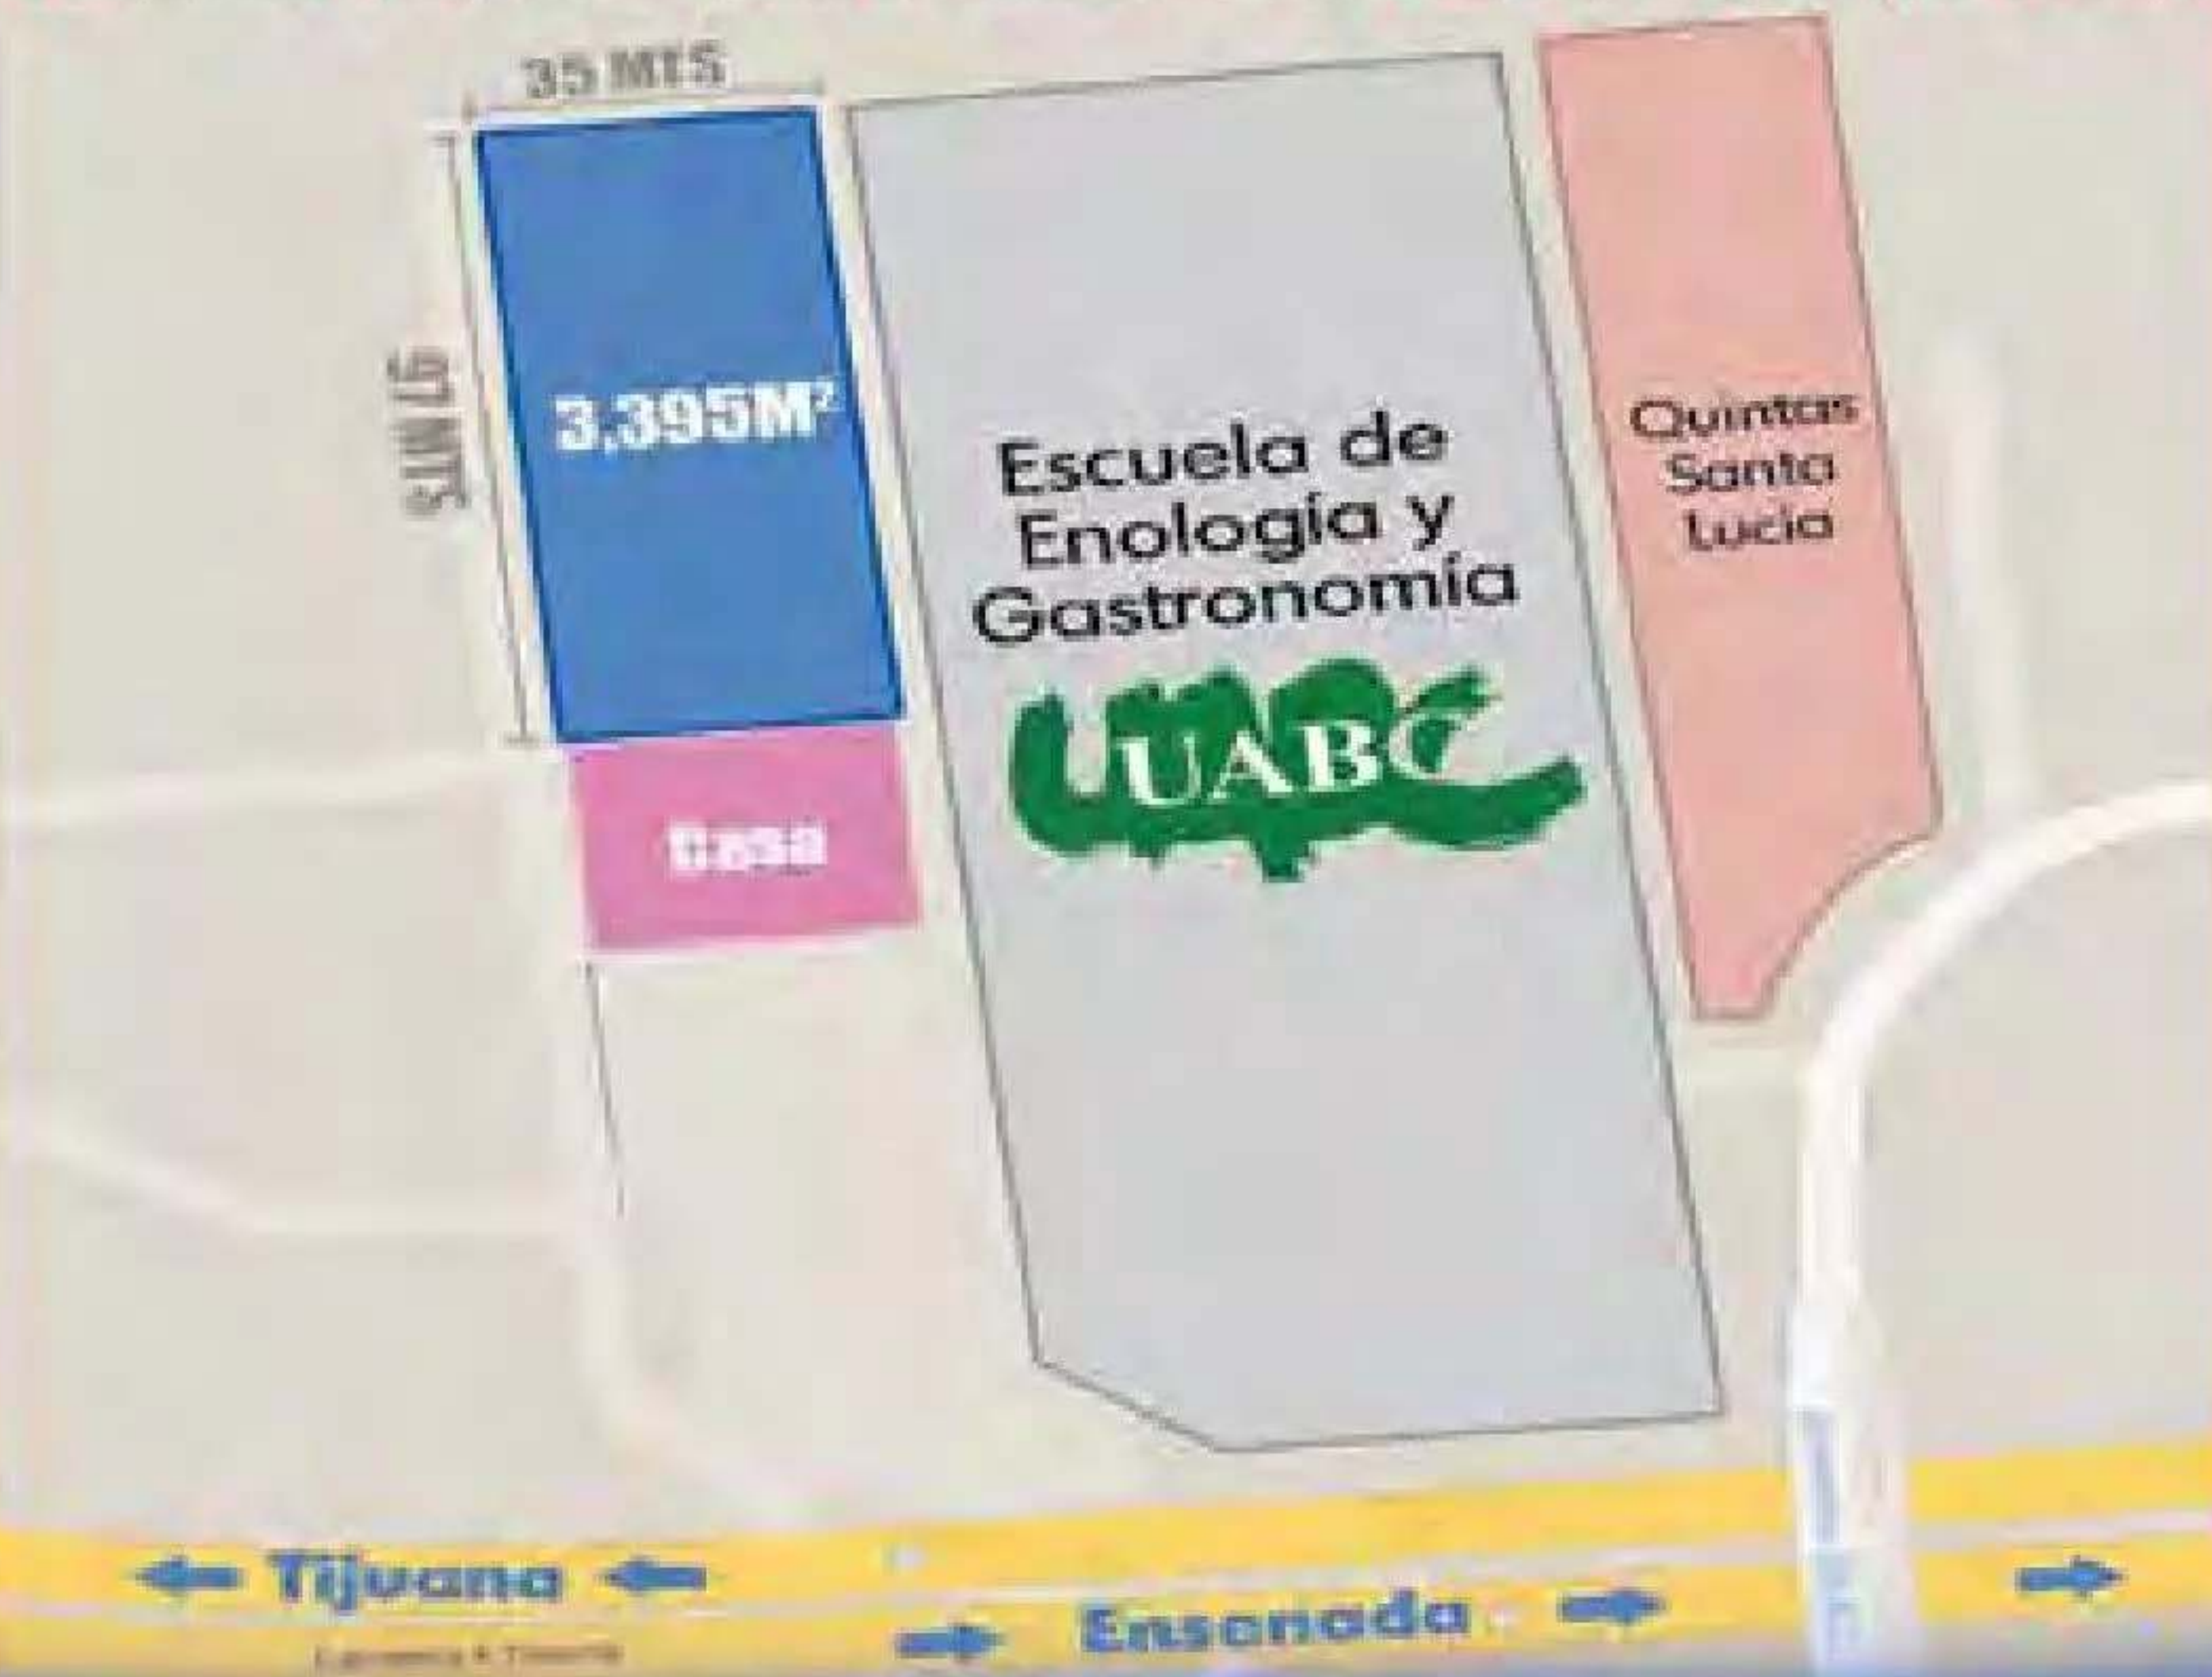 35 MTS
97 MTS
3,395M²
Casa
Escuela de
Enología y
Gastronomía
UABC
Quintas
Santa
Lucia
Tijuana
Ensenada